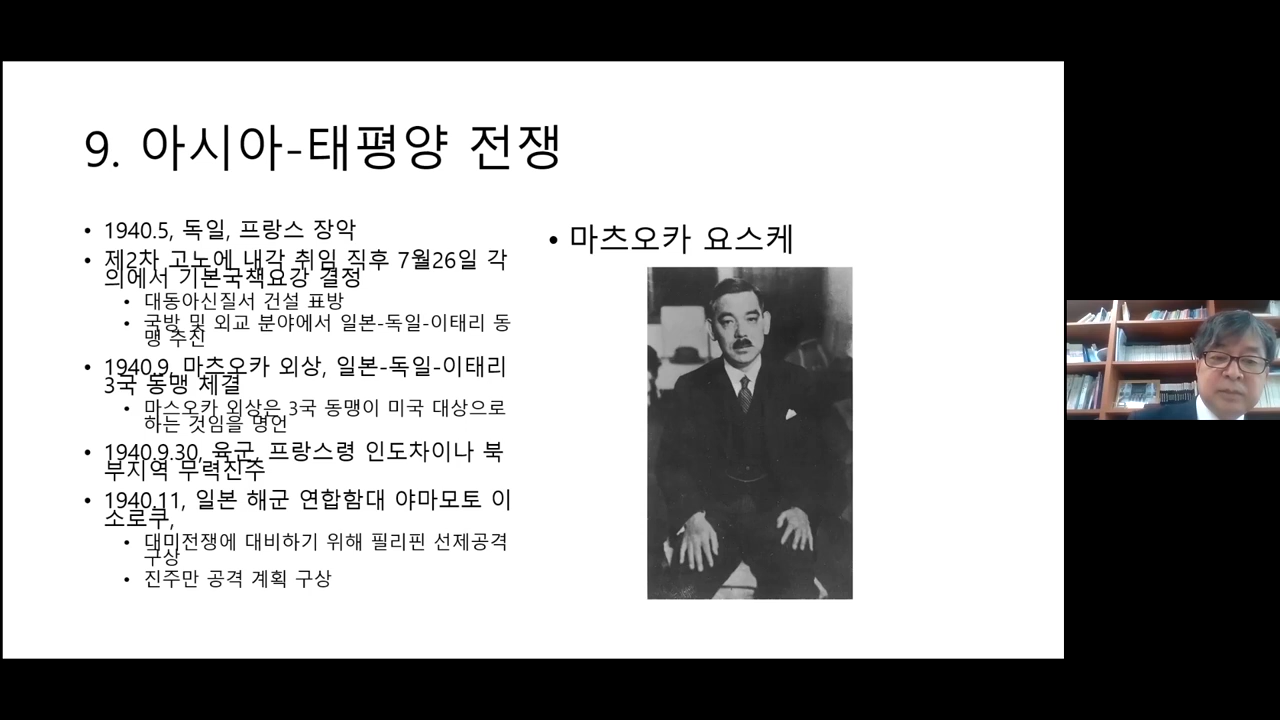 9. 아시아-태평양 전쟁
• 1940.5, 독일, 프랑스 장악
• 제2차 고노에 내각 취임 직후 7월26일 각
의에서 기본국책요강 결정
• 대동아신질서 건설 표방
• 국방 및 외교 분야에서 일본-독일-이태리 동
맹 추진
• 1940.9, 마츠오카 외상, 일본-독일-이태리
3국 동맹 체결
• 마스오카 외상은 3국 동맹이 미국 대상으로
하는 것임을 명언
• 1940.9.30, 육군, 프랑스령 인도차이나 북
부지역 무력진주
• 1940.11, 일본 해군 연합함대 야마모토 이
소로쿠,
• 대미전쟁에 대비하기 위해 필리핀 선제공격
구상
• 진주만 공격 계획 구상
• 마츠오카 요스케